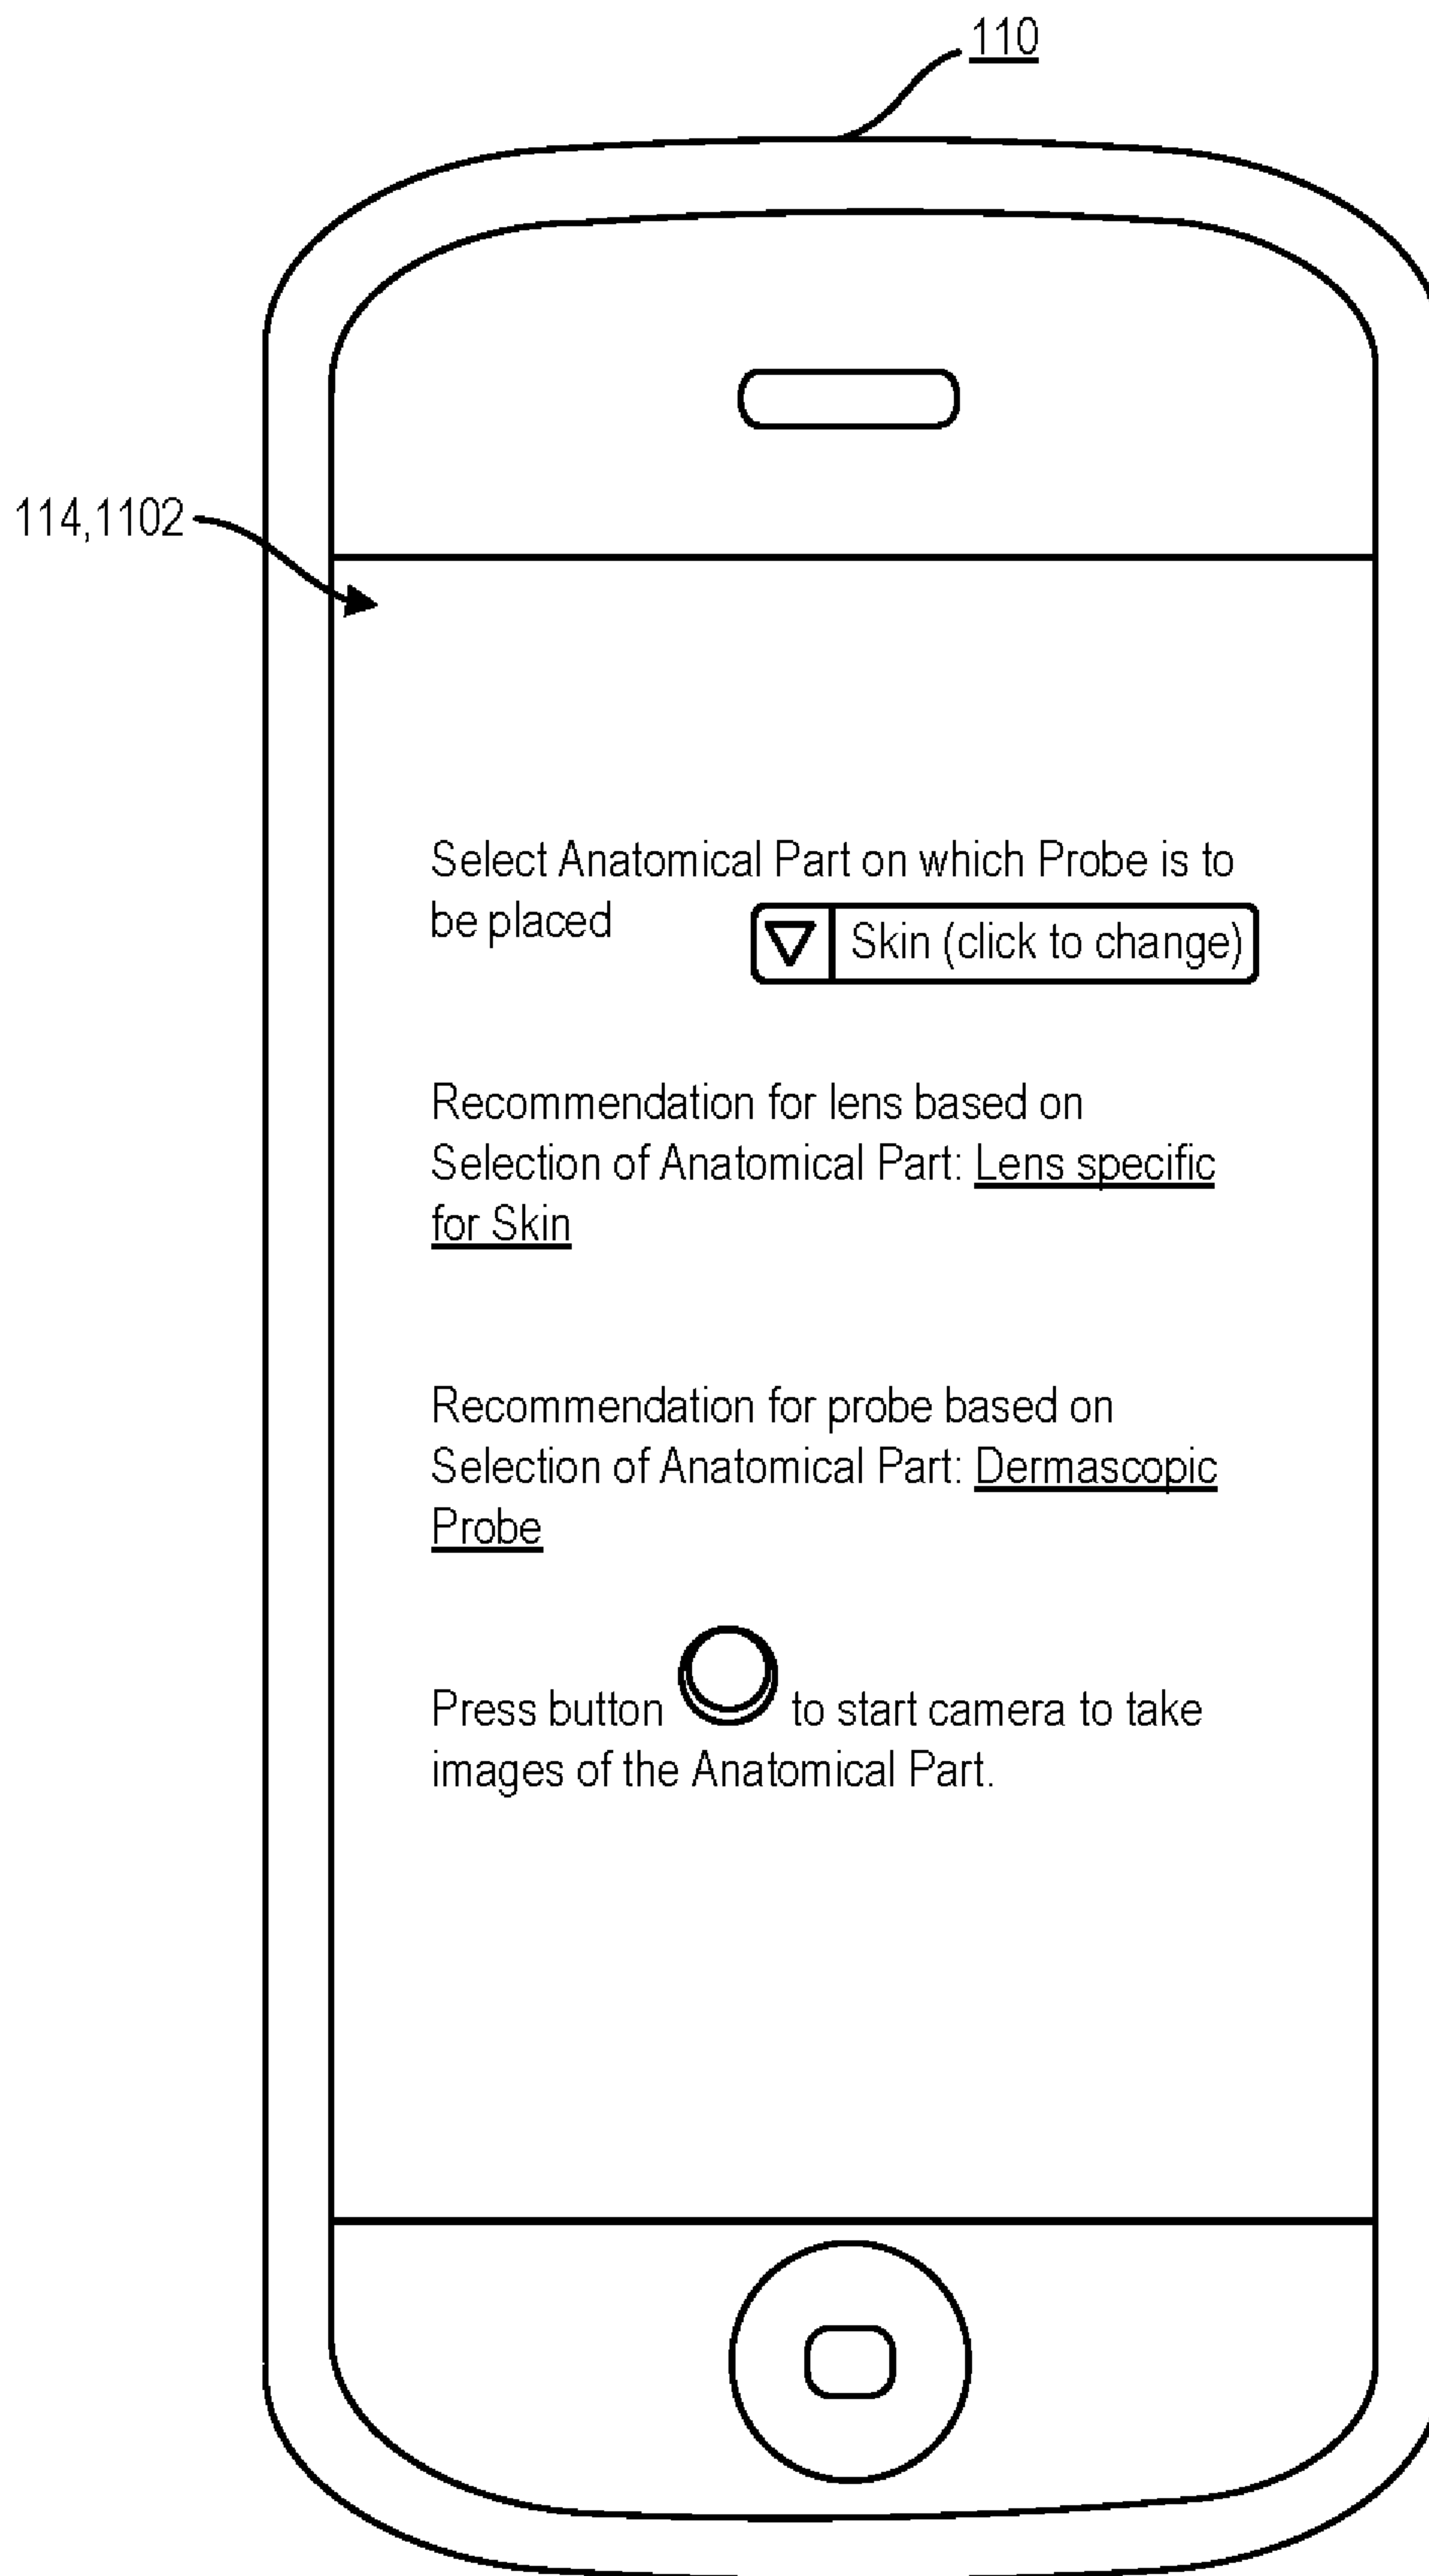 110
114,1102
Select Anatomical Part on which Probe is to
be placed
Skin (click to change)
Recommendation for lens based on
Selection of Anatomical Part: Lens specific
for Skin
Recommendation for probe based on
Selection of Anatomical Part: Dermascopic
Probe
Press button to start camera to take
images of the Anatomical Part.